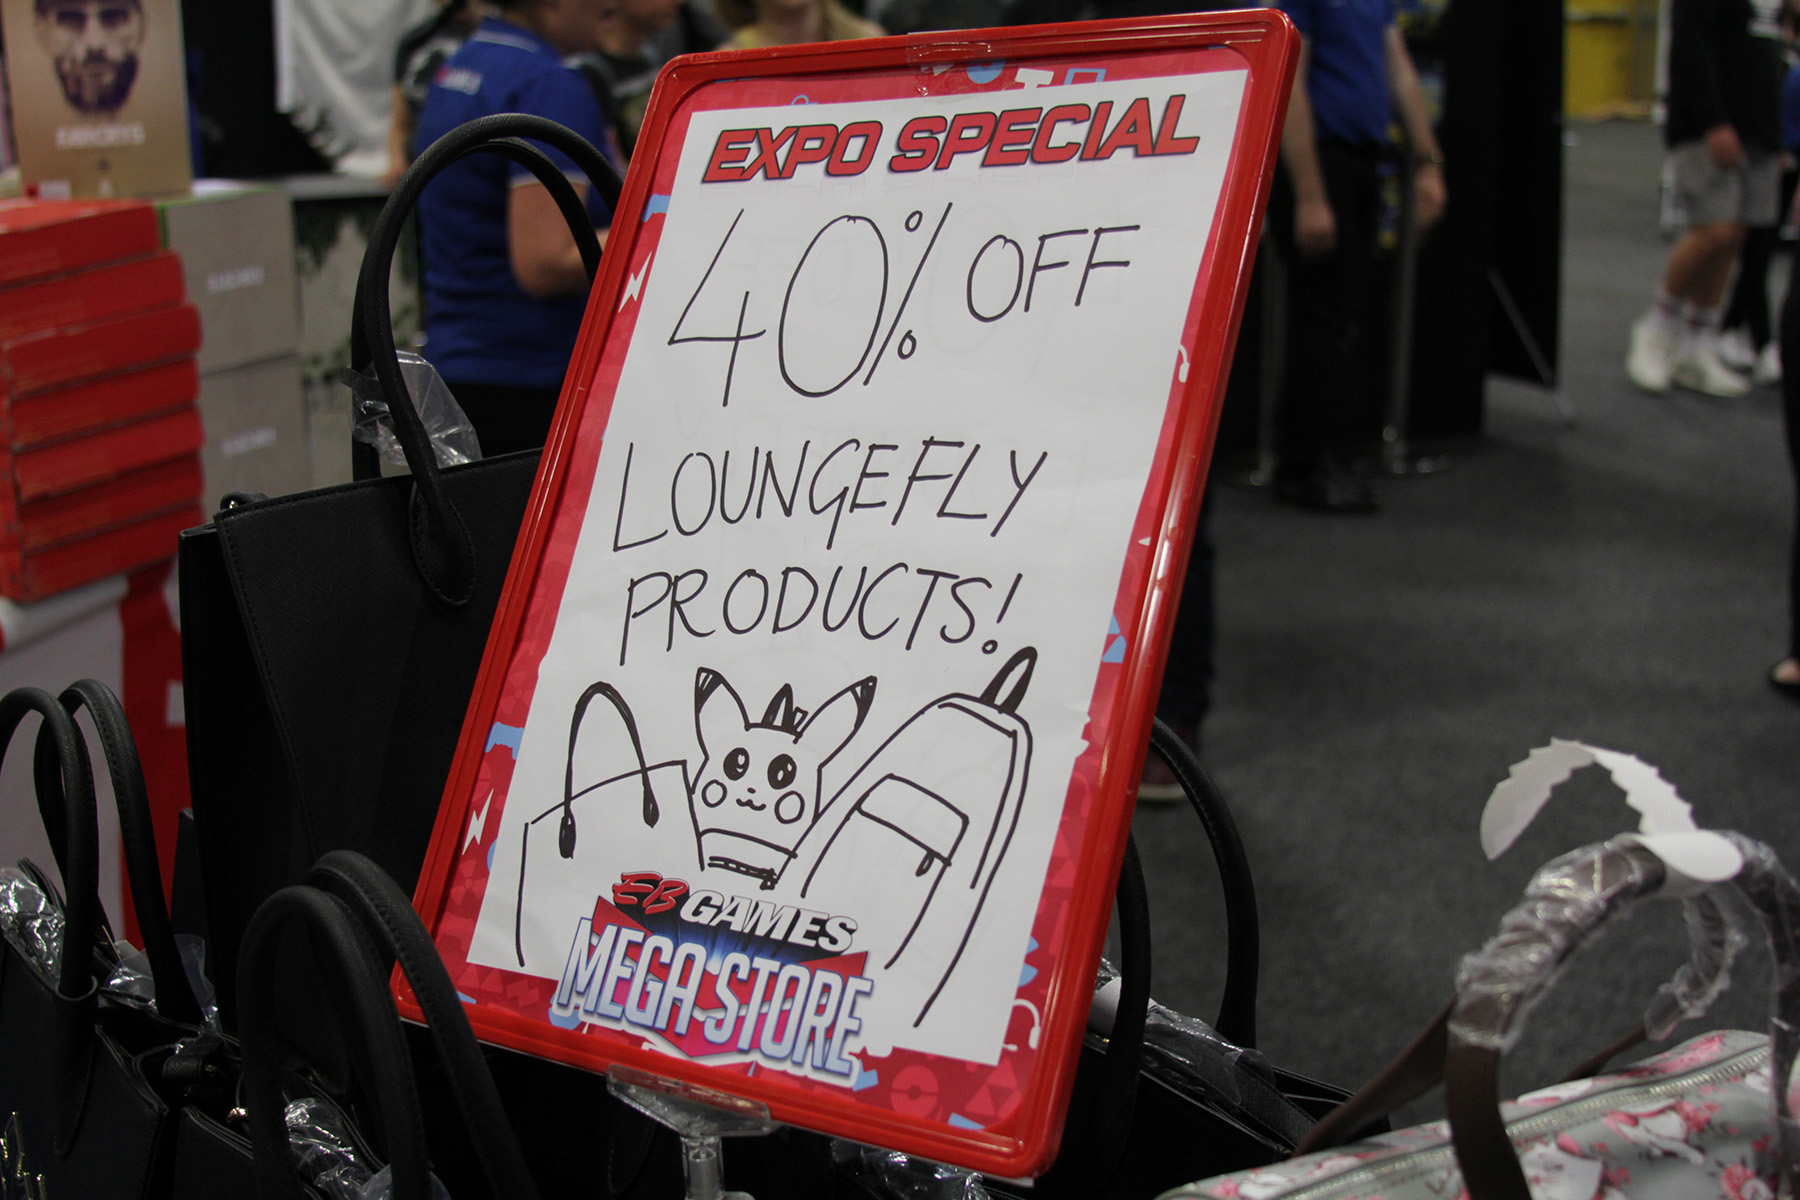 EXPO SPECIAL
40% OFF
LOUNGEFLY
PRODUCTS!
EB GAMES
MEGA STORE